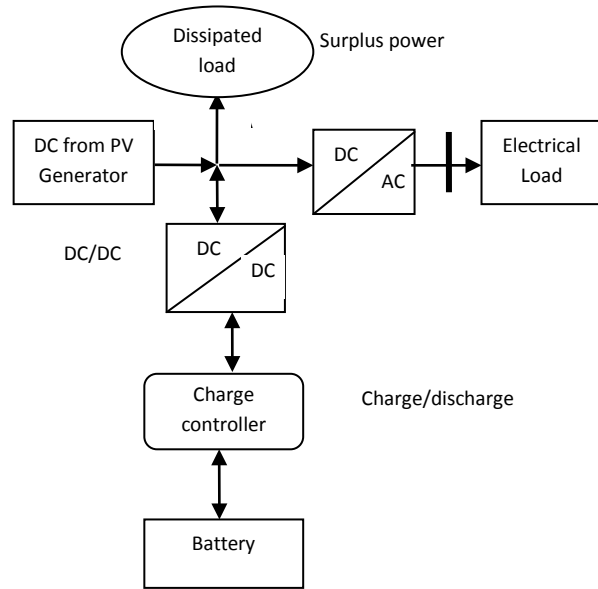 Dissipated
load
Surplus power
DC from PV
Generator
DC
AC
Electrical
Load
DC/DC
DC
DC
Charge
controller
Charge/discharge
Battery